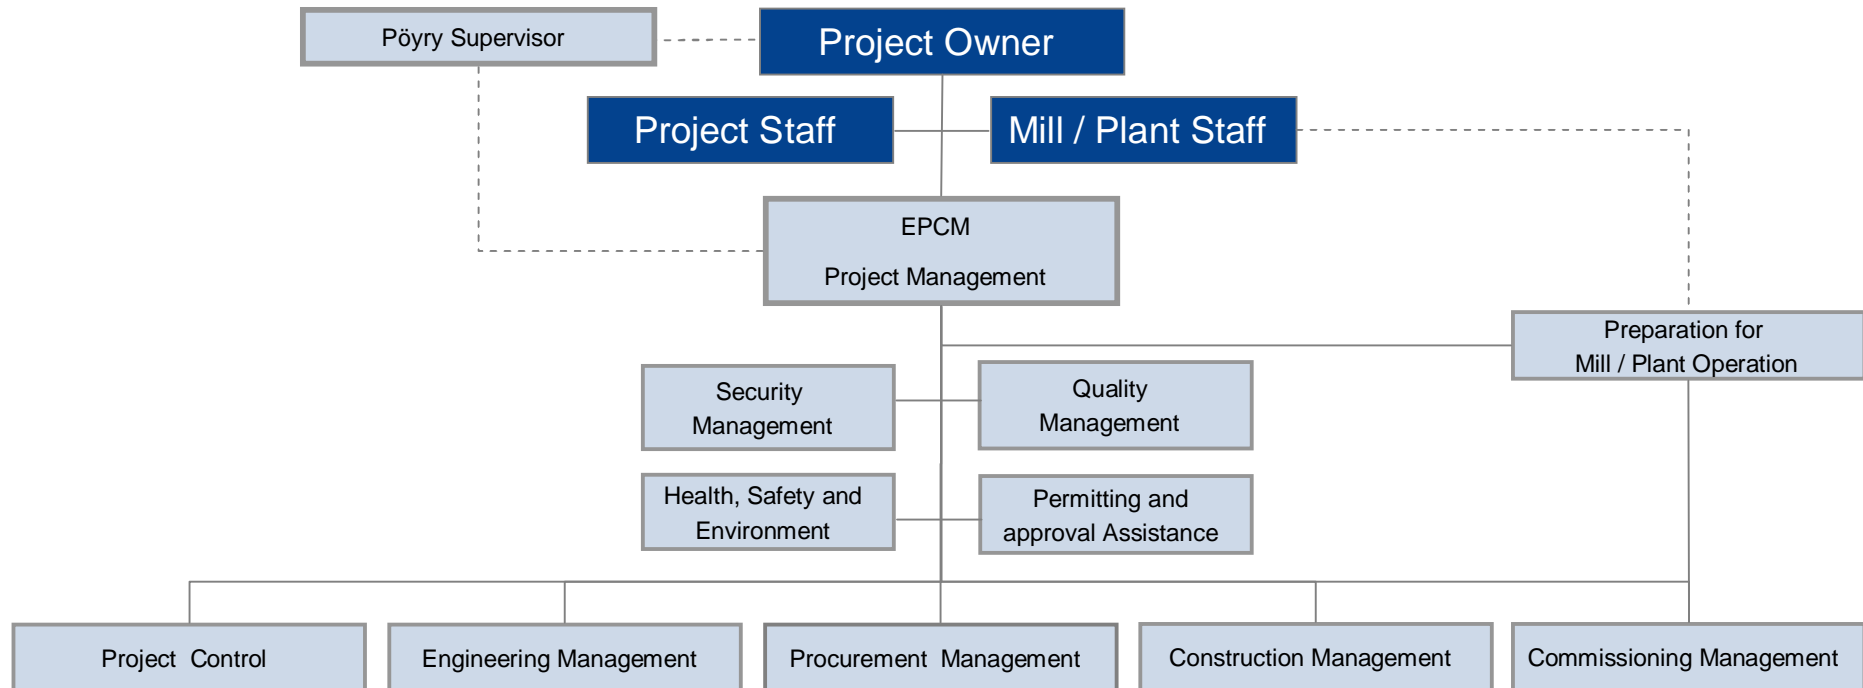 Pöyry Supervisor
Project Owner
Project Staff
Mill / Plant Staff
EPCM
Project Management
Preparation for
Mill / Plant Operation
Security
Management
Quality
Management
Health, Safety and
Environment
Permitting and
approval Assistance
Project Control
Engineering Management
Procurement Management
Construction Management
Commissioning Management